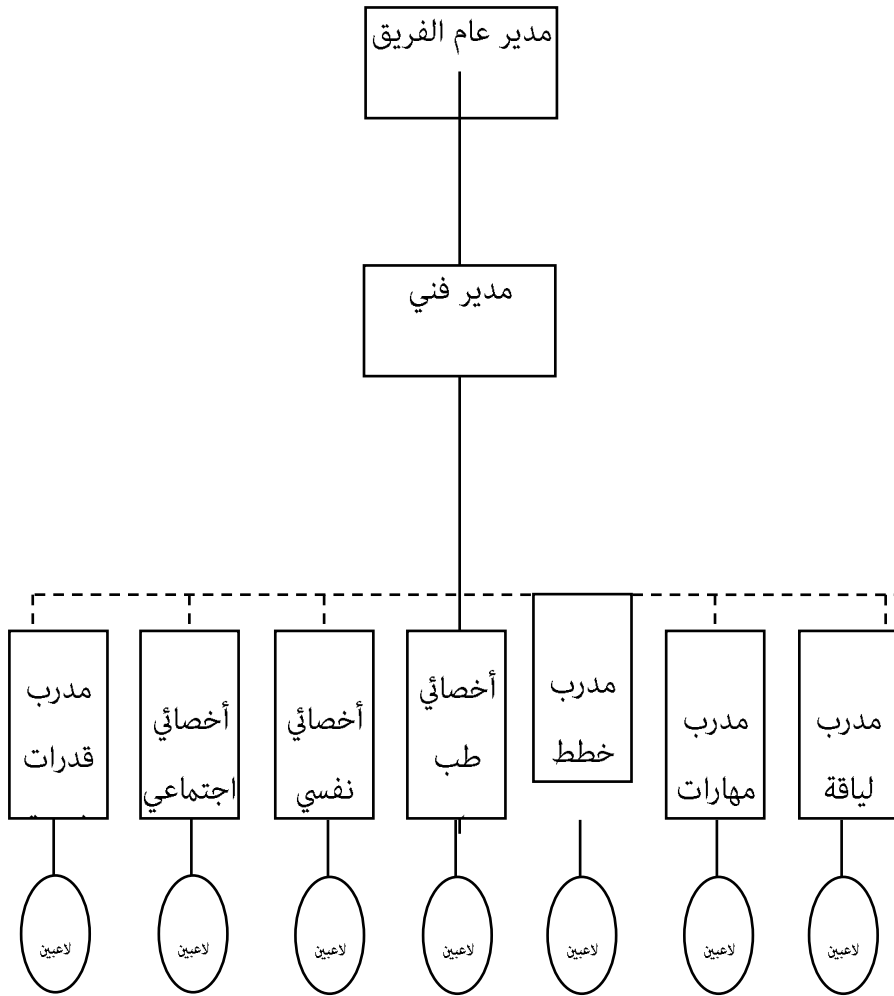 مدير عام الفريق
مدير فني
مدرب
لياقة
مدرب
مهارات
مدرب
خطط
أخصائي
طب
أخصائي
نفسي
أخصائي
اجتماعي
مدرب
قدرات
لاعبين
لاعبين
لاعبين
لاعبين
لاعبين
لاعبين
لاعبين